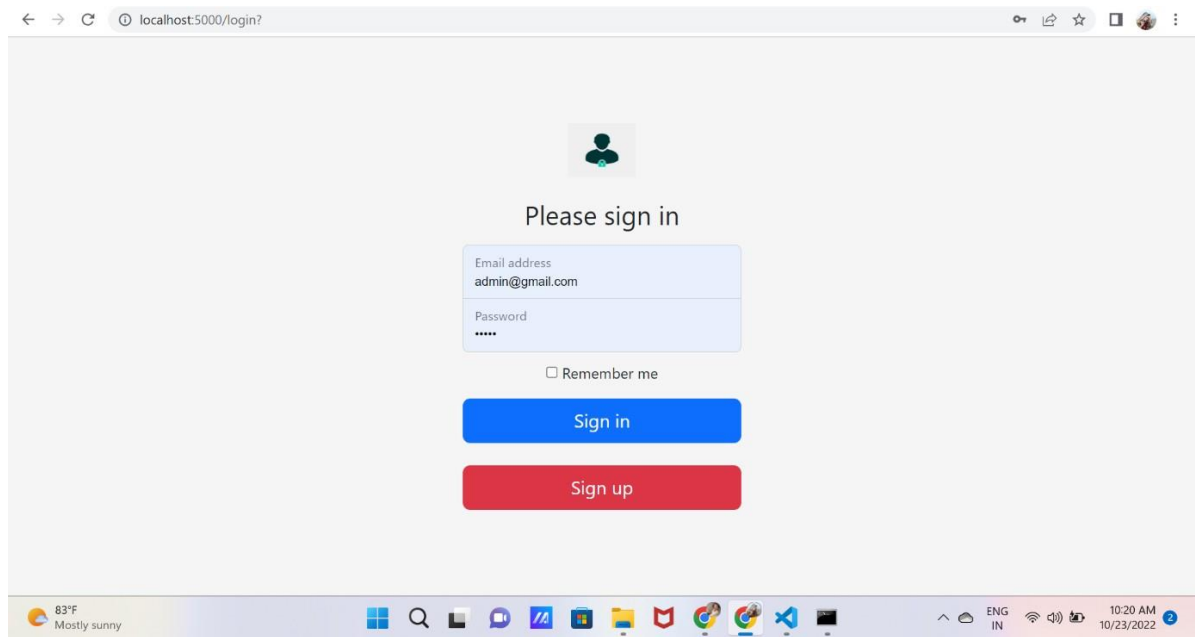 localhost:5000/login?
Please sign in
Email address
admin@gmail.com
Password
•••••
Remember me
Sign in
Sign up
83°F
Mostly sunny
ENG
IN
10:20 AM
10/23/2022
2